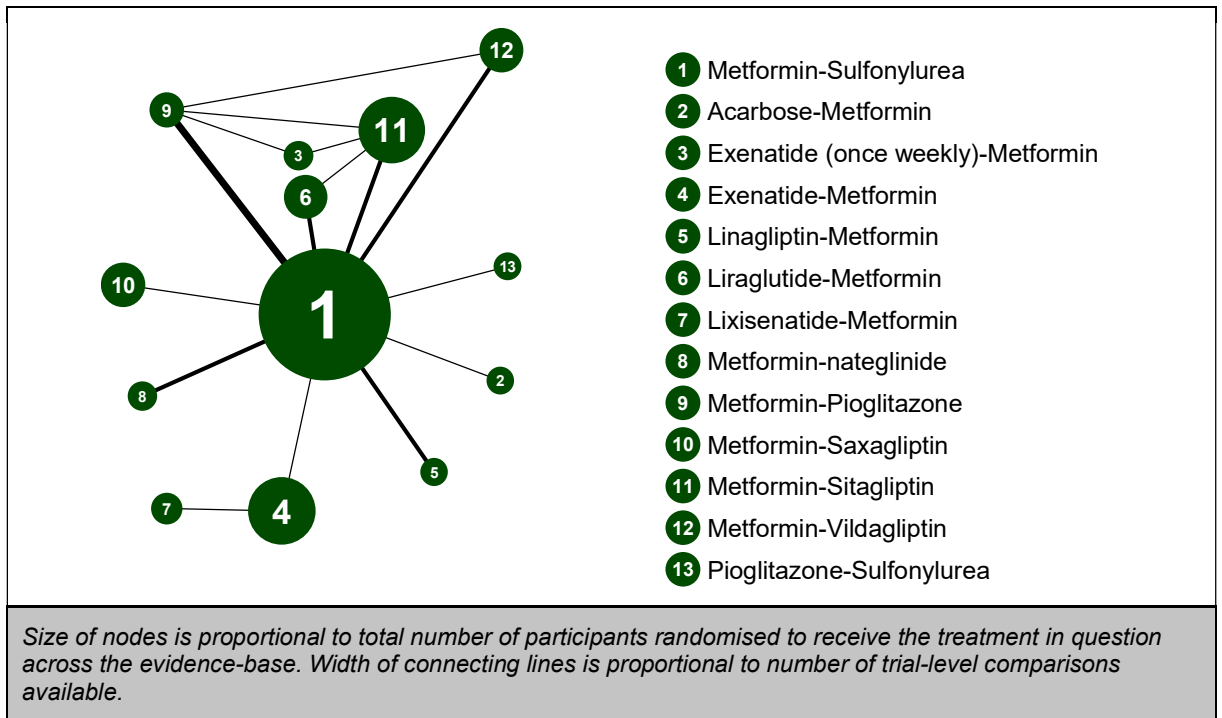 12
9
11
3
6
13
10
1
2
8
5
7
4
1 Metformin-Sulfonylurea
2 Acarbose-Metformin
3 Exenatide (once weekly)-Metformin
4 Exenatide-Metformin
5 Linagliptin-Metformin
6 Liraglutide-Metformin
7 Lixisenatide-Metformin
8 Metformin-nateglinide
9 Metformin-Pioglitazone
10 Metformin-Saxagliptin
11 Metformin-Sitagliptin
12 Metformin-Vildagliptin
13 Pioglitazone-Sulfonylurea
Size of nodes is proportional to total number of participants randomised to receive the treatment in question
across the evidence-base. Width of connecting lines is proportional to number of trial-level comparisons
available.